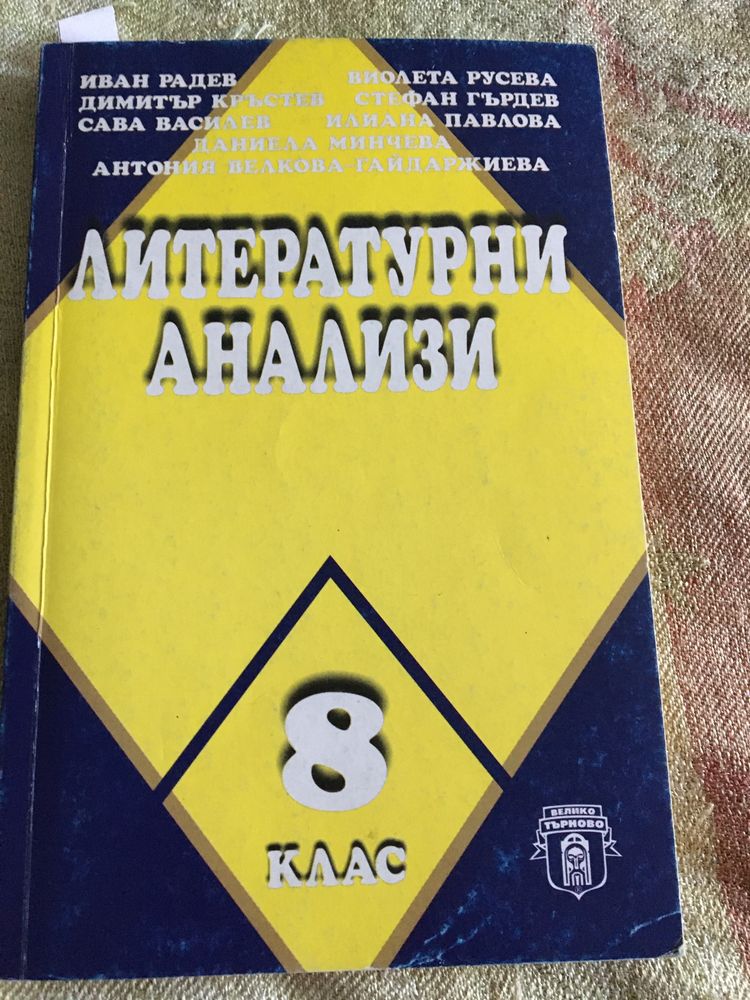 ИВАН РАДЕВ ВИОЛЕТА РУСЕВА
ДИМИТЪР КРЪСТЕВ СТЕФАН ГЪРДЕВ
САВА ВАСИЛЕВ ИЛИАНА ПАВЛОВА
ДАНИЕЛА МИНЧЕВА
АНТОНИЯ ВЕЛКОВА-ГАЙДАРЖИЕВА
ЛИТЕРАТУРНИ
АНАЛИЗИ
8
КЛАС
ВЕЛИКО
ТЪРНОВО